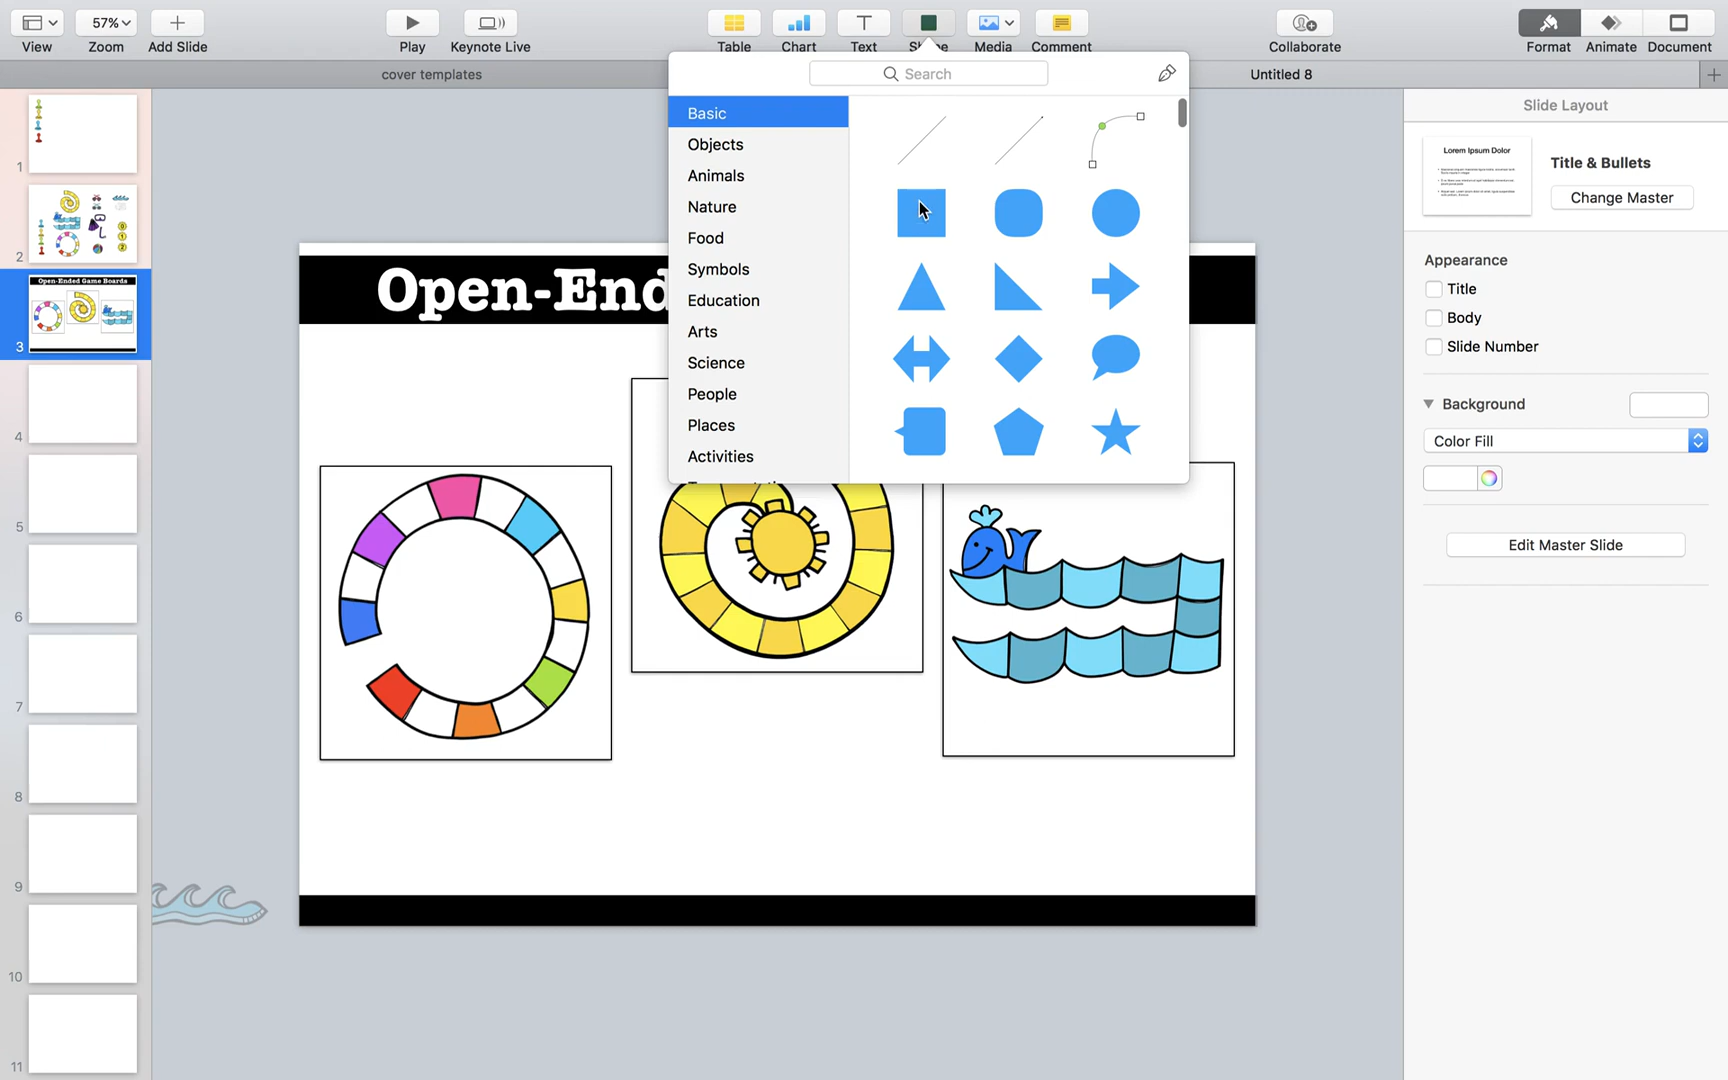 View
57%
Zoom
Add Slide
Play
Keynote Live
Table
Chart
Text
Media
Comment
Collaborate
Format
Animate
Document
cover templates
Untitled 8
Search
Basic
Objects
Animals
Nature
Food
Symbols
Education
Arts
Science
People
Places
Activities
1
2
3
4
5
6
7
8
9
10
11
Open-Ended Game Boards
Open-End
Slide Layout
Lorem Ipsum Dolor
Title & Bullets
Change Master
Appearance
Title
Body
Slide Number
Background
Color Fill
Edit Master Slide